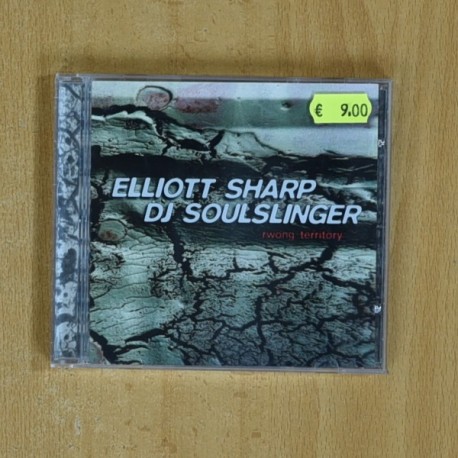 € 9.00
ELLIOTT SHARP
DJ SOULSLINGER
rwong territory